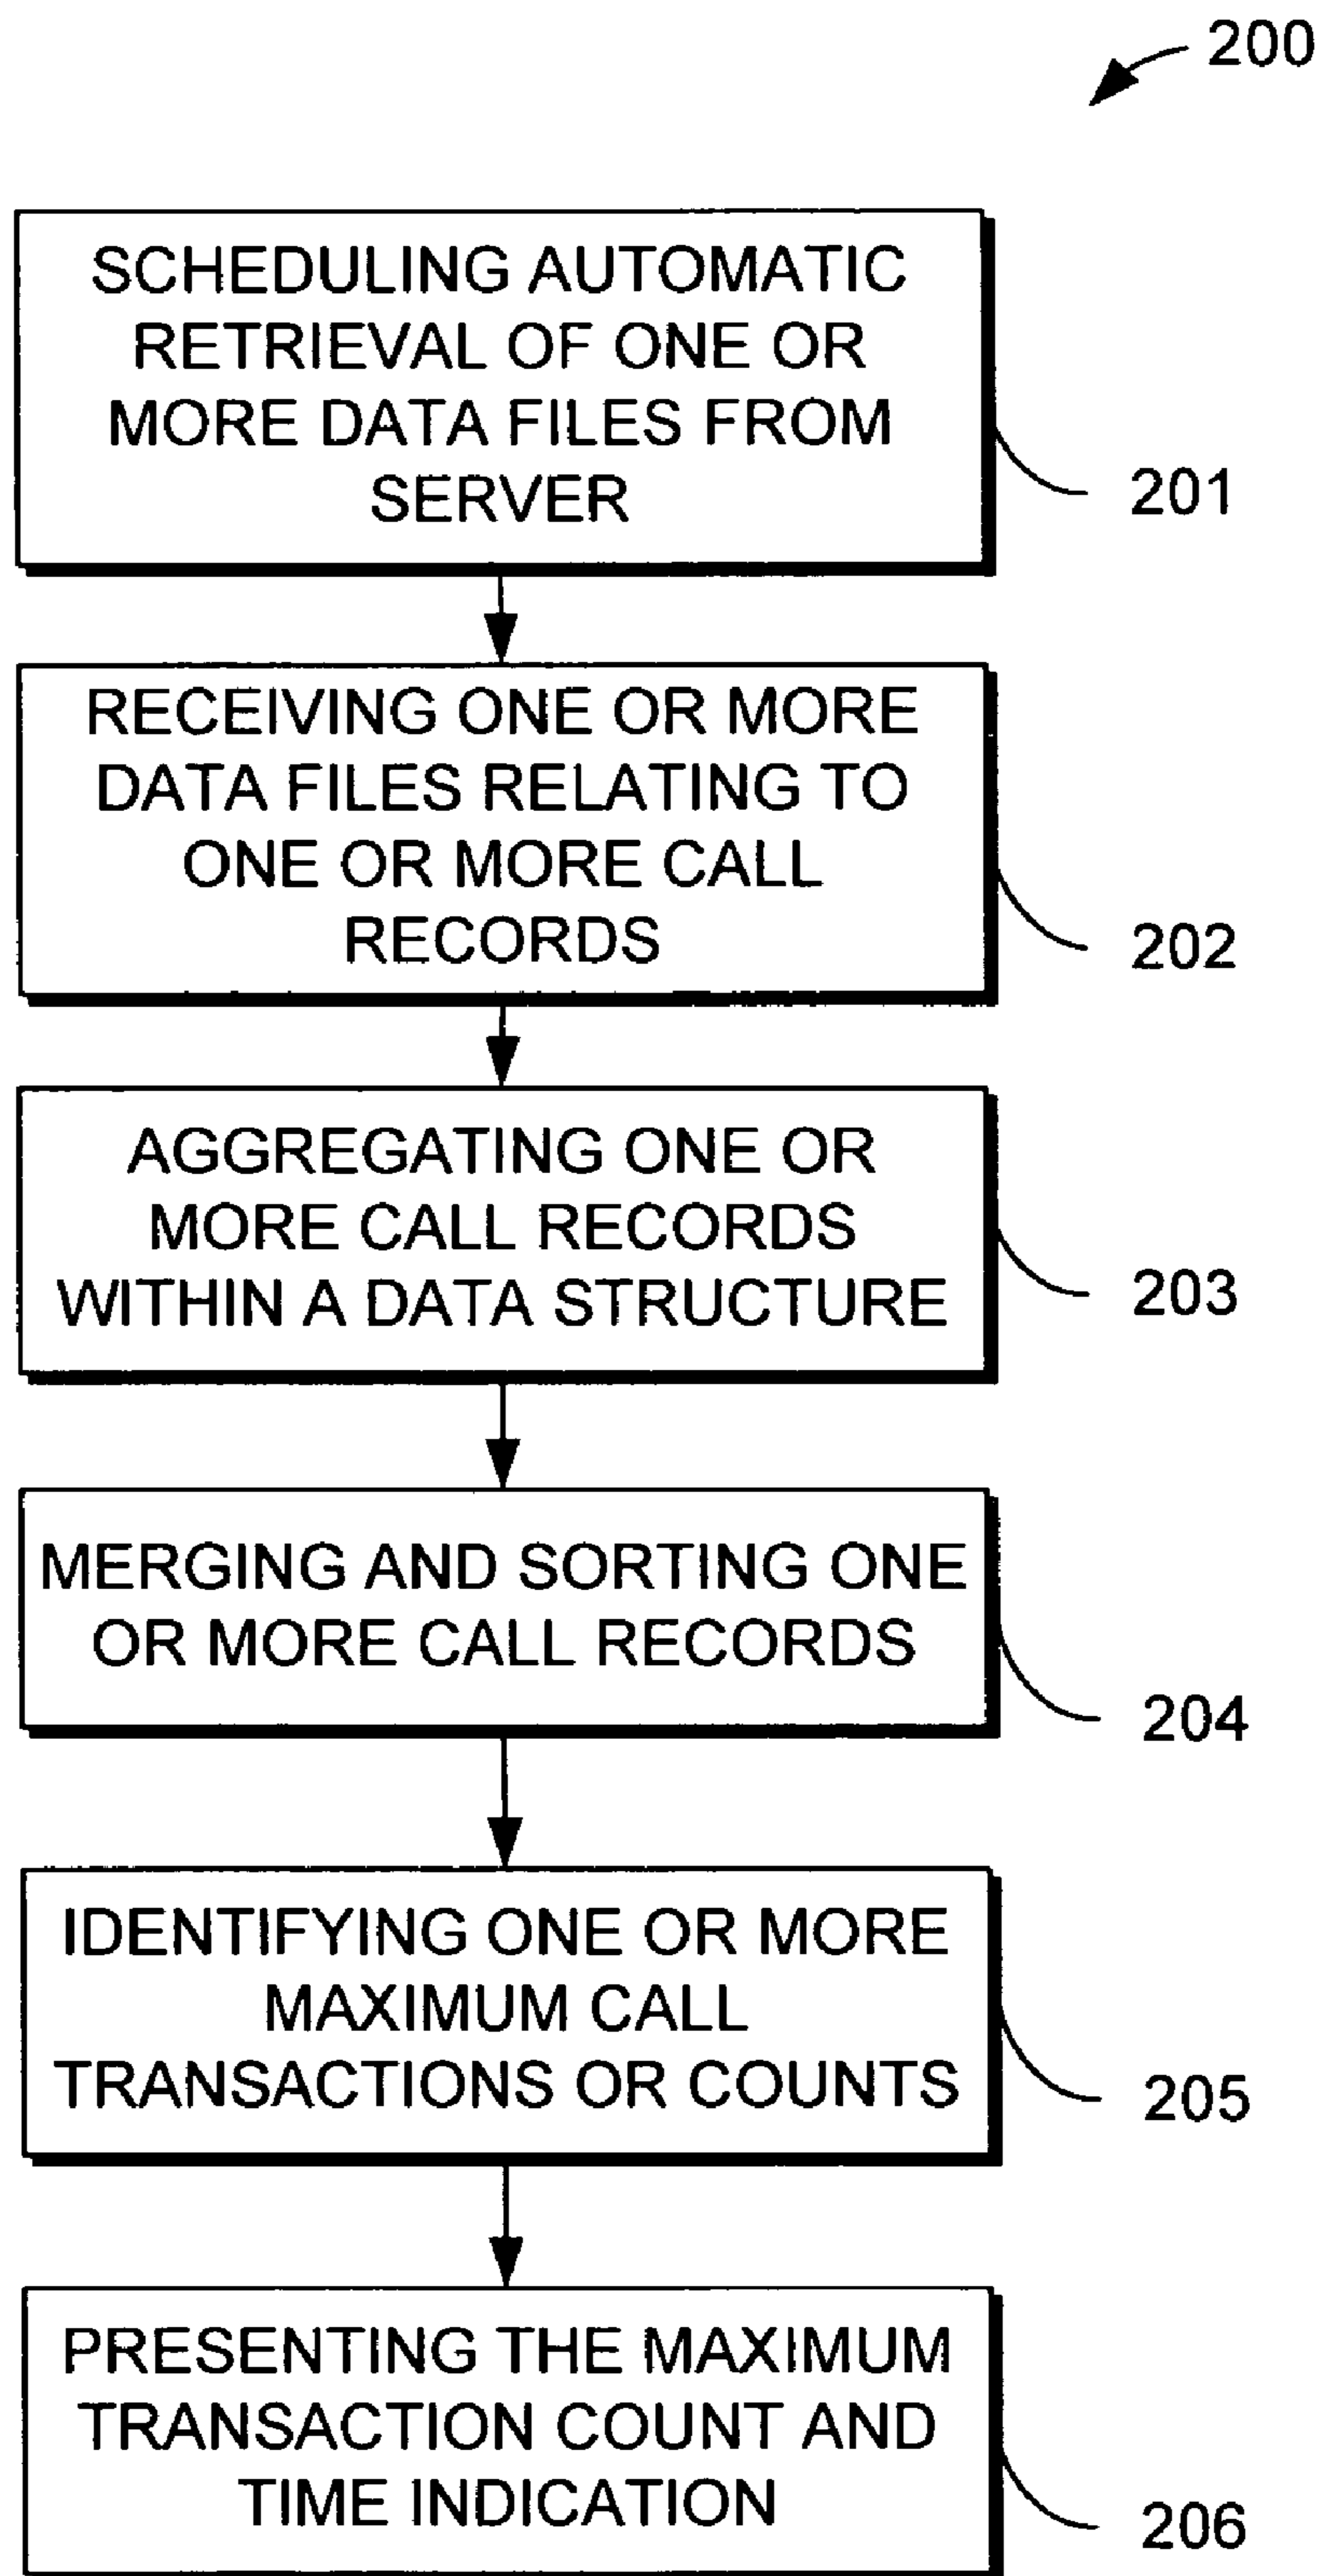 200
SCHEDULING AUTOMATIC
RETRIEVAL OF ONE OR
MORE DATA FILES FROM
SERVER
201
RECEIVING ONE OR MORE
DATA FILES RELATING TO
ONE OR MORE CALL
RECORDS
202
AGGREGATING ONE OR
MORE CALL RECORDS
WITHIN A DATA STRUCTURE
203
MERGING AND SORTING ONE
OR MORE CALL RECORDS
204
IDENTIFYING ONE OR MORE
MAXIMUM CALL
TRANSACTIONS OR COUNTS
205
PRESENTING THE MAXIMUM
TRANSACTION COUNT AND
TIME INDICATION
206